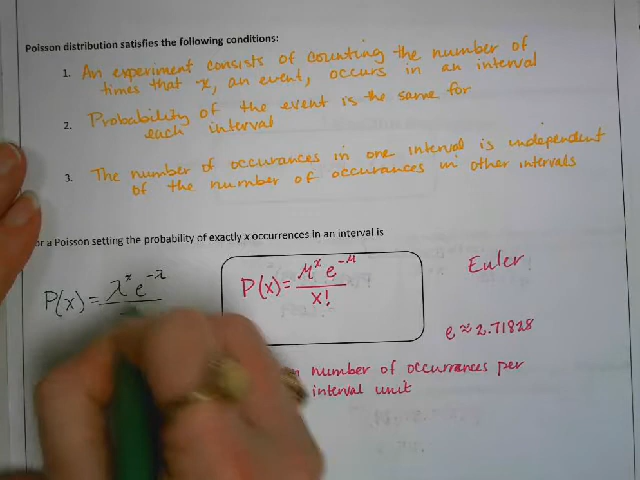 Poisson distribution satisfies the following conditions:
1. An experiment consists of counting the number of
times that x, an event, occurs in an interval
2. Probability of the event is the same for
each interval
3. The number of occurances in one interval is independent
of the number of occurances in other intervals
or a Poisson setting the probability of exactly x occurrences in an interval is
P(x) = λ^x e^-λ
P(x) = μ^x e^-μ / x!
Euler
e ≈ 2.71828
number of occurrances per
interval unit